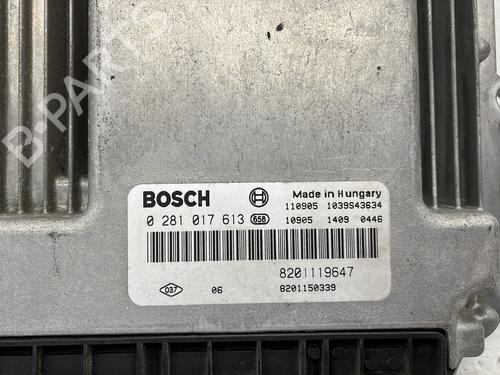 B-PARTS
BOSCH Made in Hungary
110905 1039S43634
0 281 017 613 658 10905 1409 0446
8201119647
037 06 8201150339